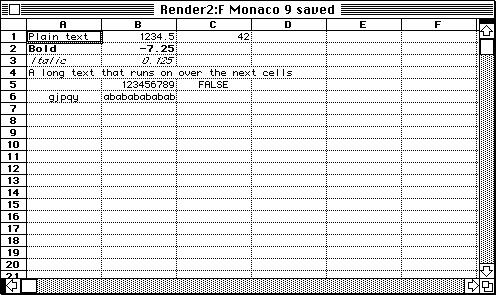 Render2:F Monaco 9 saved
A B C D E F
1 Plain text 1234.5 42
2 Bold -7.25
3 Italic 0.125
4 A long text that runs on over the next cells
5 123456789 FALSE
6 gjpqy abababababab
7
8
9
10
11
12
13
14
15
16
17
18
19
20
21